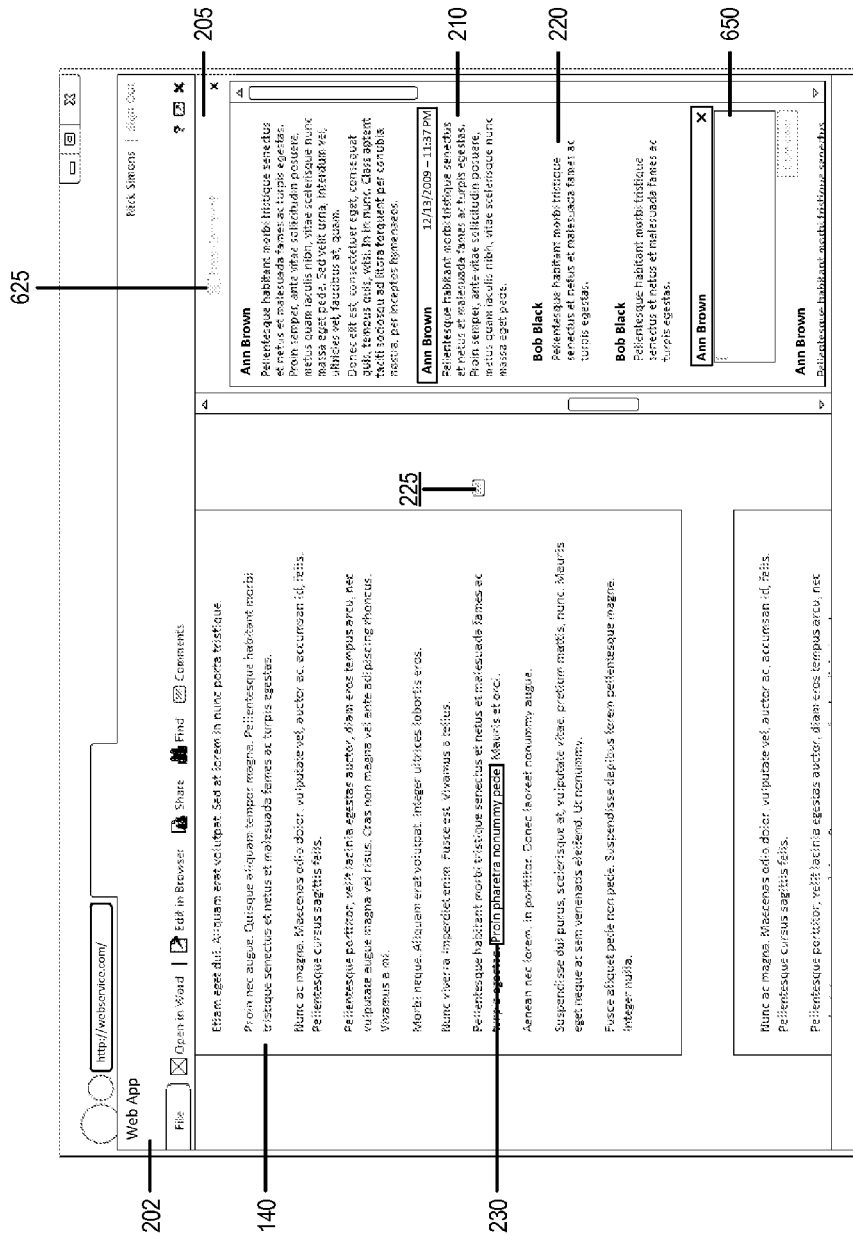 http://webservice.com/
Web App
Rick Simons | Sign Out
File
Open in Word | Edit in Browser Share Find Comments
?
Etiam eget dui. Aliquam erat volutpat. Sed at lorem in nunc porta tristique.
Proin nec augue. Quisque aliquam tempor magna. Pellentesque habitant morbi
tristique senectus et netus et malesuada fames ac turpis egestas.
Nunc ac magna. Maecenas odio dolor, vulputate vel, auctor ac, accumsan id, felis.
Pellentesque cursus sagittis felis.
Pellentesque porttitor, velit lacinia egestas auctor, diam eros tempus arcu, nec
vulputate augue magna vel risus. Cras non magna vel ante adipiscing rhoncus.
Vivamus a mi.
Morbi neque. Aliquam erat volutpat. Integer ultrices lobortis eros.
Nunc viverra imperdiet enim. Fusce est. Vivamus a tellus.
Pellentesque habitant morbi tristique senectus et netus et malesuada fames ac
turpis egestas. Proin pharetra nonummy pede. Mauris et orci.
Aenean nec lorem. In porttitor. Donec laoreet nonummy augue.
Suspendisse dui purus, scelerisque at, vulputate vitae, pretium mattis, nunc. Mauris
eget neque at sem venenatis eleifend. Ut nonummy.
Fusce aliquet pede non pede. Suspendisse dapibus lorem pellentesque magna.
Integer nulla.
Nunc ac magna. Maecenas odio dolor, vulputate vel, auctor ac, accumsan id, felis.
Pellentesque cursus sagittis felis.
Pellentesque porttitor, velit lacinia egestas auctor, diam eros tempus arcu, nec
Ann Brown
Pellentesque habitant morbi tristique senectus
et netus et malesuada fames ac turpis egestas.
Proin semper, ante vitae sollicitudin posuere,
metus quam iaculis nibh, vitae scelerisque nunc
massa eget pede. Sed velit urna, interdum vel,
ultricies vel, faucibus at, quam.
Donec elit est, consectetuer eget, consequat
quis, tempus quis, wisi. In in nunc. Class aptent
taciti sociosqu ad litora torquent per conubia
nostra, per inceptos hymenaeos.
Ann Brown 12/13/2009 – 11:37 PM
Pellentesque habitant morbi tristique senectus
et netus et malesuada fames ac turpis egestas.
Proin semper, ante vitae sollicitudin posuere,
metus quam iaculis nibh, vitae scelerisque nunc
massa eget pede.
Bob Black
Pellentesque habitant morbi tristique
senectus et netus et malesuada fames ac
turpis egestas.
Bob Black
Pellentesque habitant morbi tristique
senectus et netus et malesuada fames ac
turpis egestas.
Ann Brown
Ann Brown
Pellentesque habitant morbi tristique senectus
202
140
230
225
625
205
210
220
650